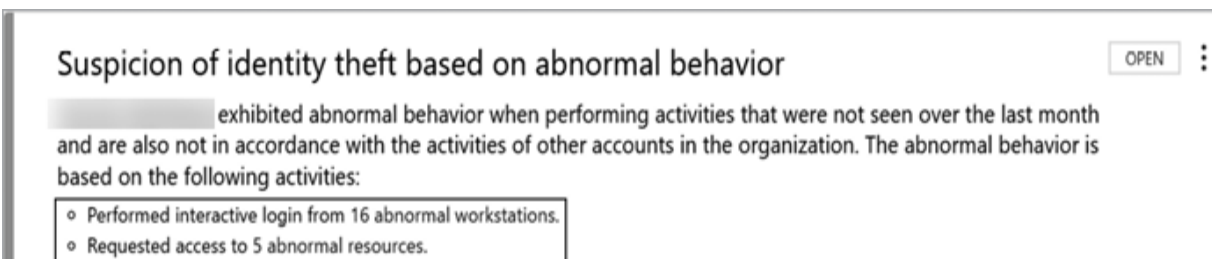 Suspicion of identity theft based on abnormal behavior
OPEN
exhibited abnormal behavior when performing activities that were not seen over the last month
and are also not in accordance with the activities of other accounts in the organization. The abnormal behavior is
based on the following activities:
Performed interactive login from 16 abnormal workstations.
Requested access to 5 abnormal resources.